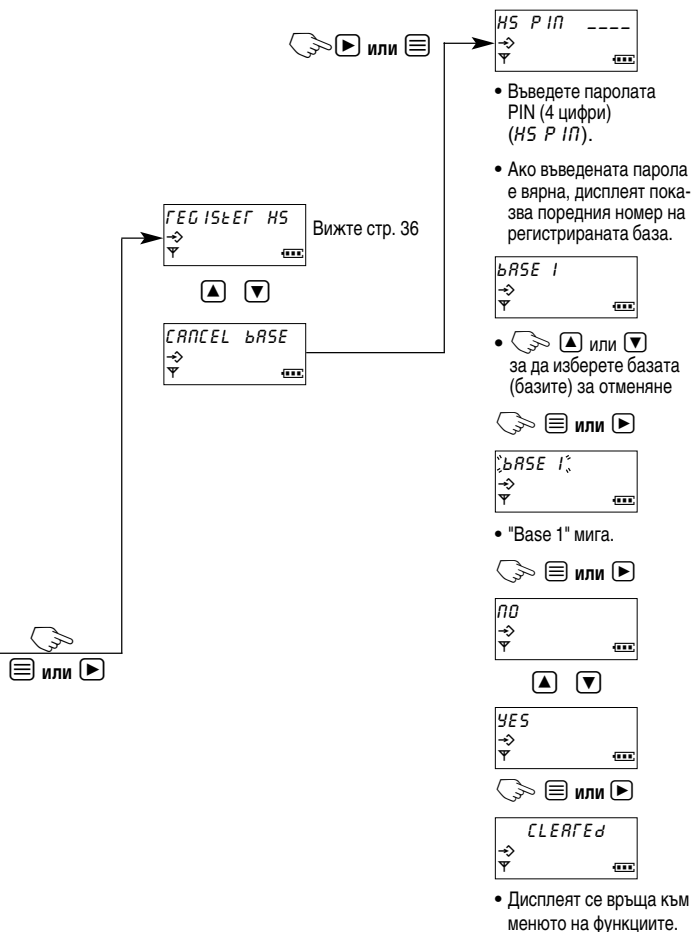 или
HS PIN _ _ _ _
• Въведете паролата
PIN (4 цифри)
(HS PIN).
• Ако въведената парола
е вярна, дисплеят пока-
зва поредния номер на
регистрираната база.
rEGISter HS
Вижте стр. 36
CANCEL bASE
bASE 1
• или
за да изберете базата
(базите) за отменяне
или
bASE 1
• "Base 1" мига.
или
NO
или
YES
или
CLEArEd
• Дисплеят се връща към
менюто на функциите.